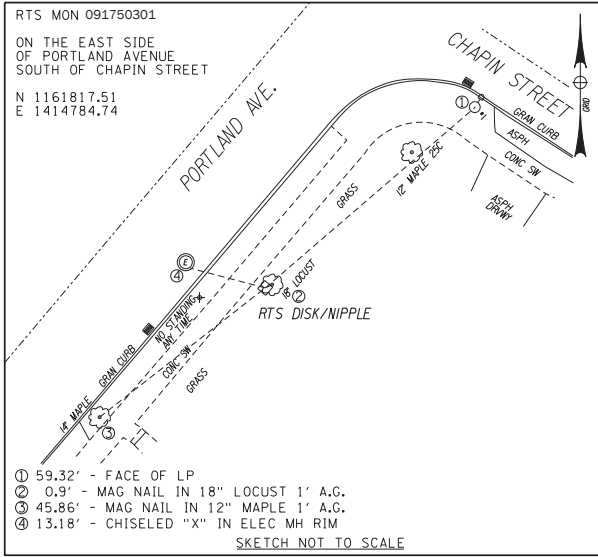 RTS MON 091750301
ON THE EAST SIDE
OF PORTLAND AVENUE
SOUTH OF CHAPIN STREET
N 1161817.51
E 1414784.74
PORTLAND AVE.
CHAPIN STREET
GRID
①
GRAN CURB
ASPH
CONC SW
ASPH
DRVWY
12" MAPLE 25C
GRASS
E
④
18" LOCUST
②
RTS DISK/NIPPLE
NO STANDING
ANY TIME
GRAN CURB
CONC SW
GRASS
14" MAPLE
③
① 59.32' - FACE OF LP
② 0.9' - MAG NAIL IN 18" LOCUST 1' A.G.
③ 45.86' - MAG NAIL IN 12" MAPLE 1' A.G.
④ 13.18' - CHISELED "X" IN ELEC MH RIM
SKETCH NOT TO SCALE